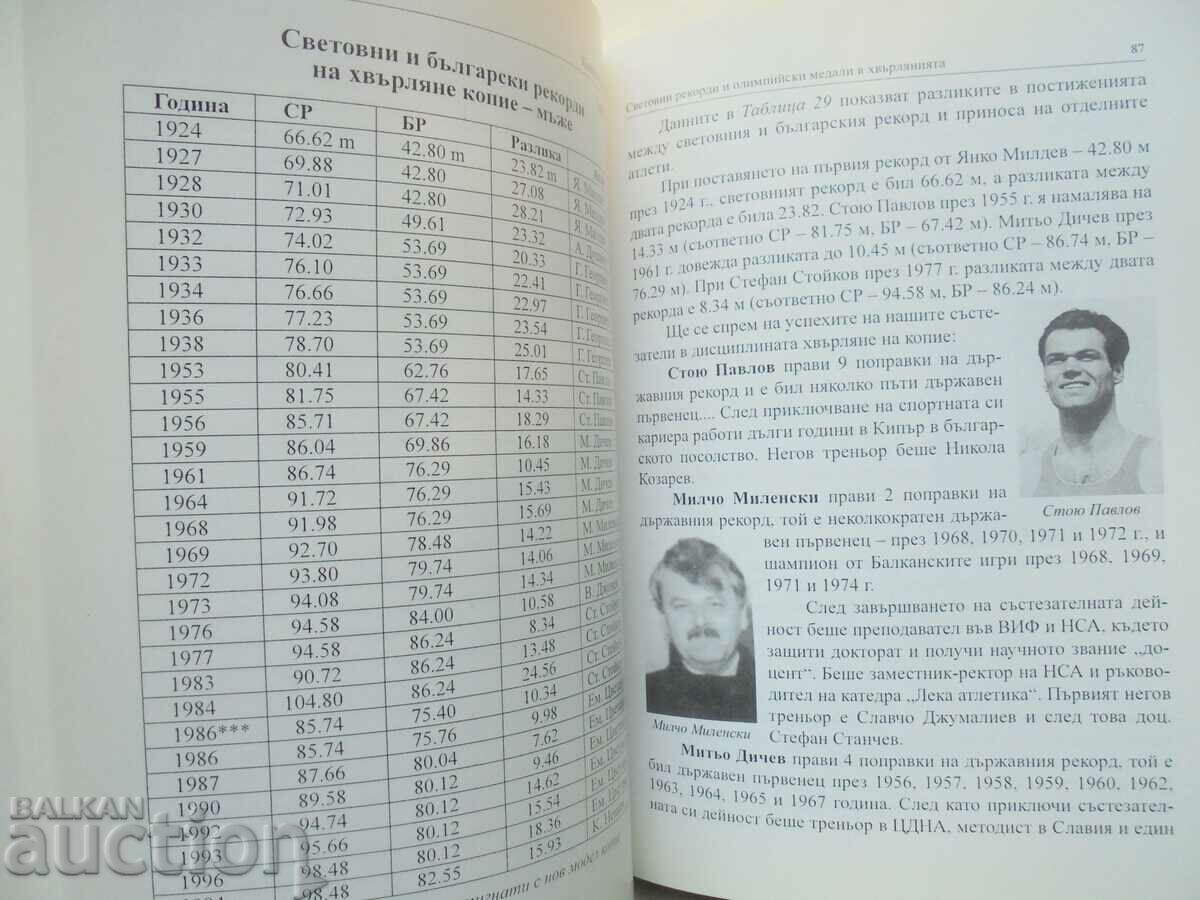 Световни и български рекорди
на хвърляне копие – мъже
Година СР БР Разлика
1924 66.62 m 42.80 m 23.82 m
1927 69.88 42.80 27.08
1928 71.01 42.80 28.21
1930 72.93 49.61 23.32
1932 74.02 53.69 20.33
1933 76.10 53.69 22.41
1934 76.66 53.69 22.97
1936 77.23 53.69 23.54
1938 78.70 53.69 25.01
1953 80.41 62.76 17.65
1955 81.75 67.42 14.33
1956 85.71 67.42 18.29
1959 86.04 69.86 16.18 М. Дичев
1961 86.74 76.29 10.45 М. Дичев
1964 91.72 76.29 15.43 М. Дичев
1968 91.98 76.29 15.69 М. Дичев
1969 92.70 78.48 14.22
1972 93.80 79.74 14.06
1973 94.08 79.74 14.34
1976 94.58 84.00 10.58
1977 94.58 86.24 8.34
1983 90.72 86.24 13.48
1984 104.80 86.24 24.56
1986*** 85.74 75.40 10.34
1986 85.74 75.76 9.98
1987 87.66 80.04 7.62
1990 89.58 80.12 9.46
1992 94.74 80.12 14.62
1993 95.66 80.12 15.54
1996 98.48 80.12 18.36
98.48 82.55 15.93
с нов модел копие
BALKAN
auction
87
Световни рекорди и олимпийски медали в хвърлянията
Данните в Таблица 29 показват разликите в постиженията
между световния и българския рекорд и приноса на отделните
атлети.
При поставянето на първия рекорд от Янко Милдев – 42.80 м
през 1924 г., световният рекорд е бил 66.62 м, а разликата между
двата рекорда е била 23.82. Стою Павлов през 1955 г. я намалява на
14.33 м (съответно СР – 81.75 м, БР – 67.42 м). Митьо Дичев през
1961 г. довежда разликата до 10.45 м (съответно СР – 86.74 м, БР –
76.29 м). При Стефан Стойков през 1977 г. разликата между двата
рекорда е 8.34 м (съответно СР – 94.58 м, БР – 86.24 м).
Ще се спрем на успехите на нашите състе-
затели в дисциплината хвърляне на копие:
Стою Павлов прави 9 поправки на дър-
жавния рекорд и е бил няколко пъти държавен
първенец.... След приключване на спортната си
кариера работи дълги години в Кипър в българ-
ското посолство. Негов треньор беше Никола
Козарев.
Стою Павлов
Милчо Миленски прави 2 поправки на
държавния рекорд, той е неколкократен държа-
вен първенец – през 1968, 1970, 1971 и 1972 г., и
шампион от Балканските игри през 1968, 1969,
1971 и 1974 г.
След завършването на състезателната дей-
ност беше преподавател във ВИФ и НСА, където
защити докторат и получи научното звание „до-
цент“. Беше заместник-ректор на НСА и ръково-
дител на катедра „Лека атлетика“. Първият негов
треньор е Славчо Джумалиев и след това доц.
Стефан Станчев.
Милчо Миленски
Митьо Дичев прави 4 поправки на държавния рекорд, той е
бил държавен първенец през 1956, 1957, 1958, 1959, 1960, 1962,
1963, 1964, 1965 и 1967 година. След като приключи състезател-
ната си дейност беше треньор в ЦДНА, методист в Славия и един